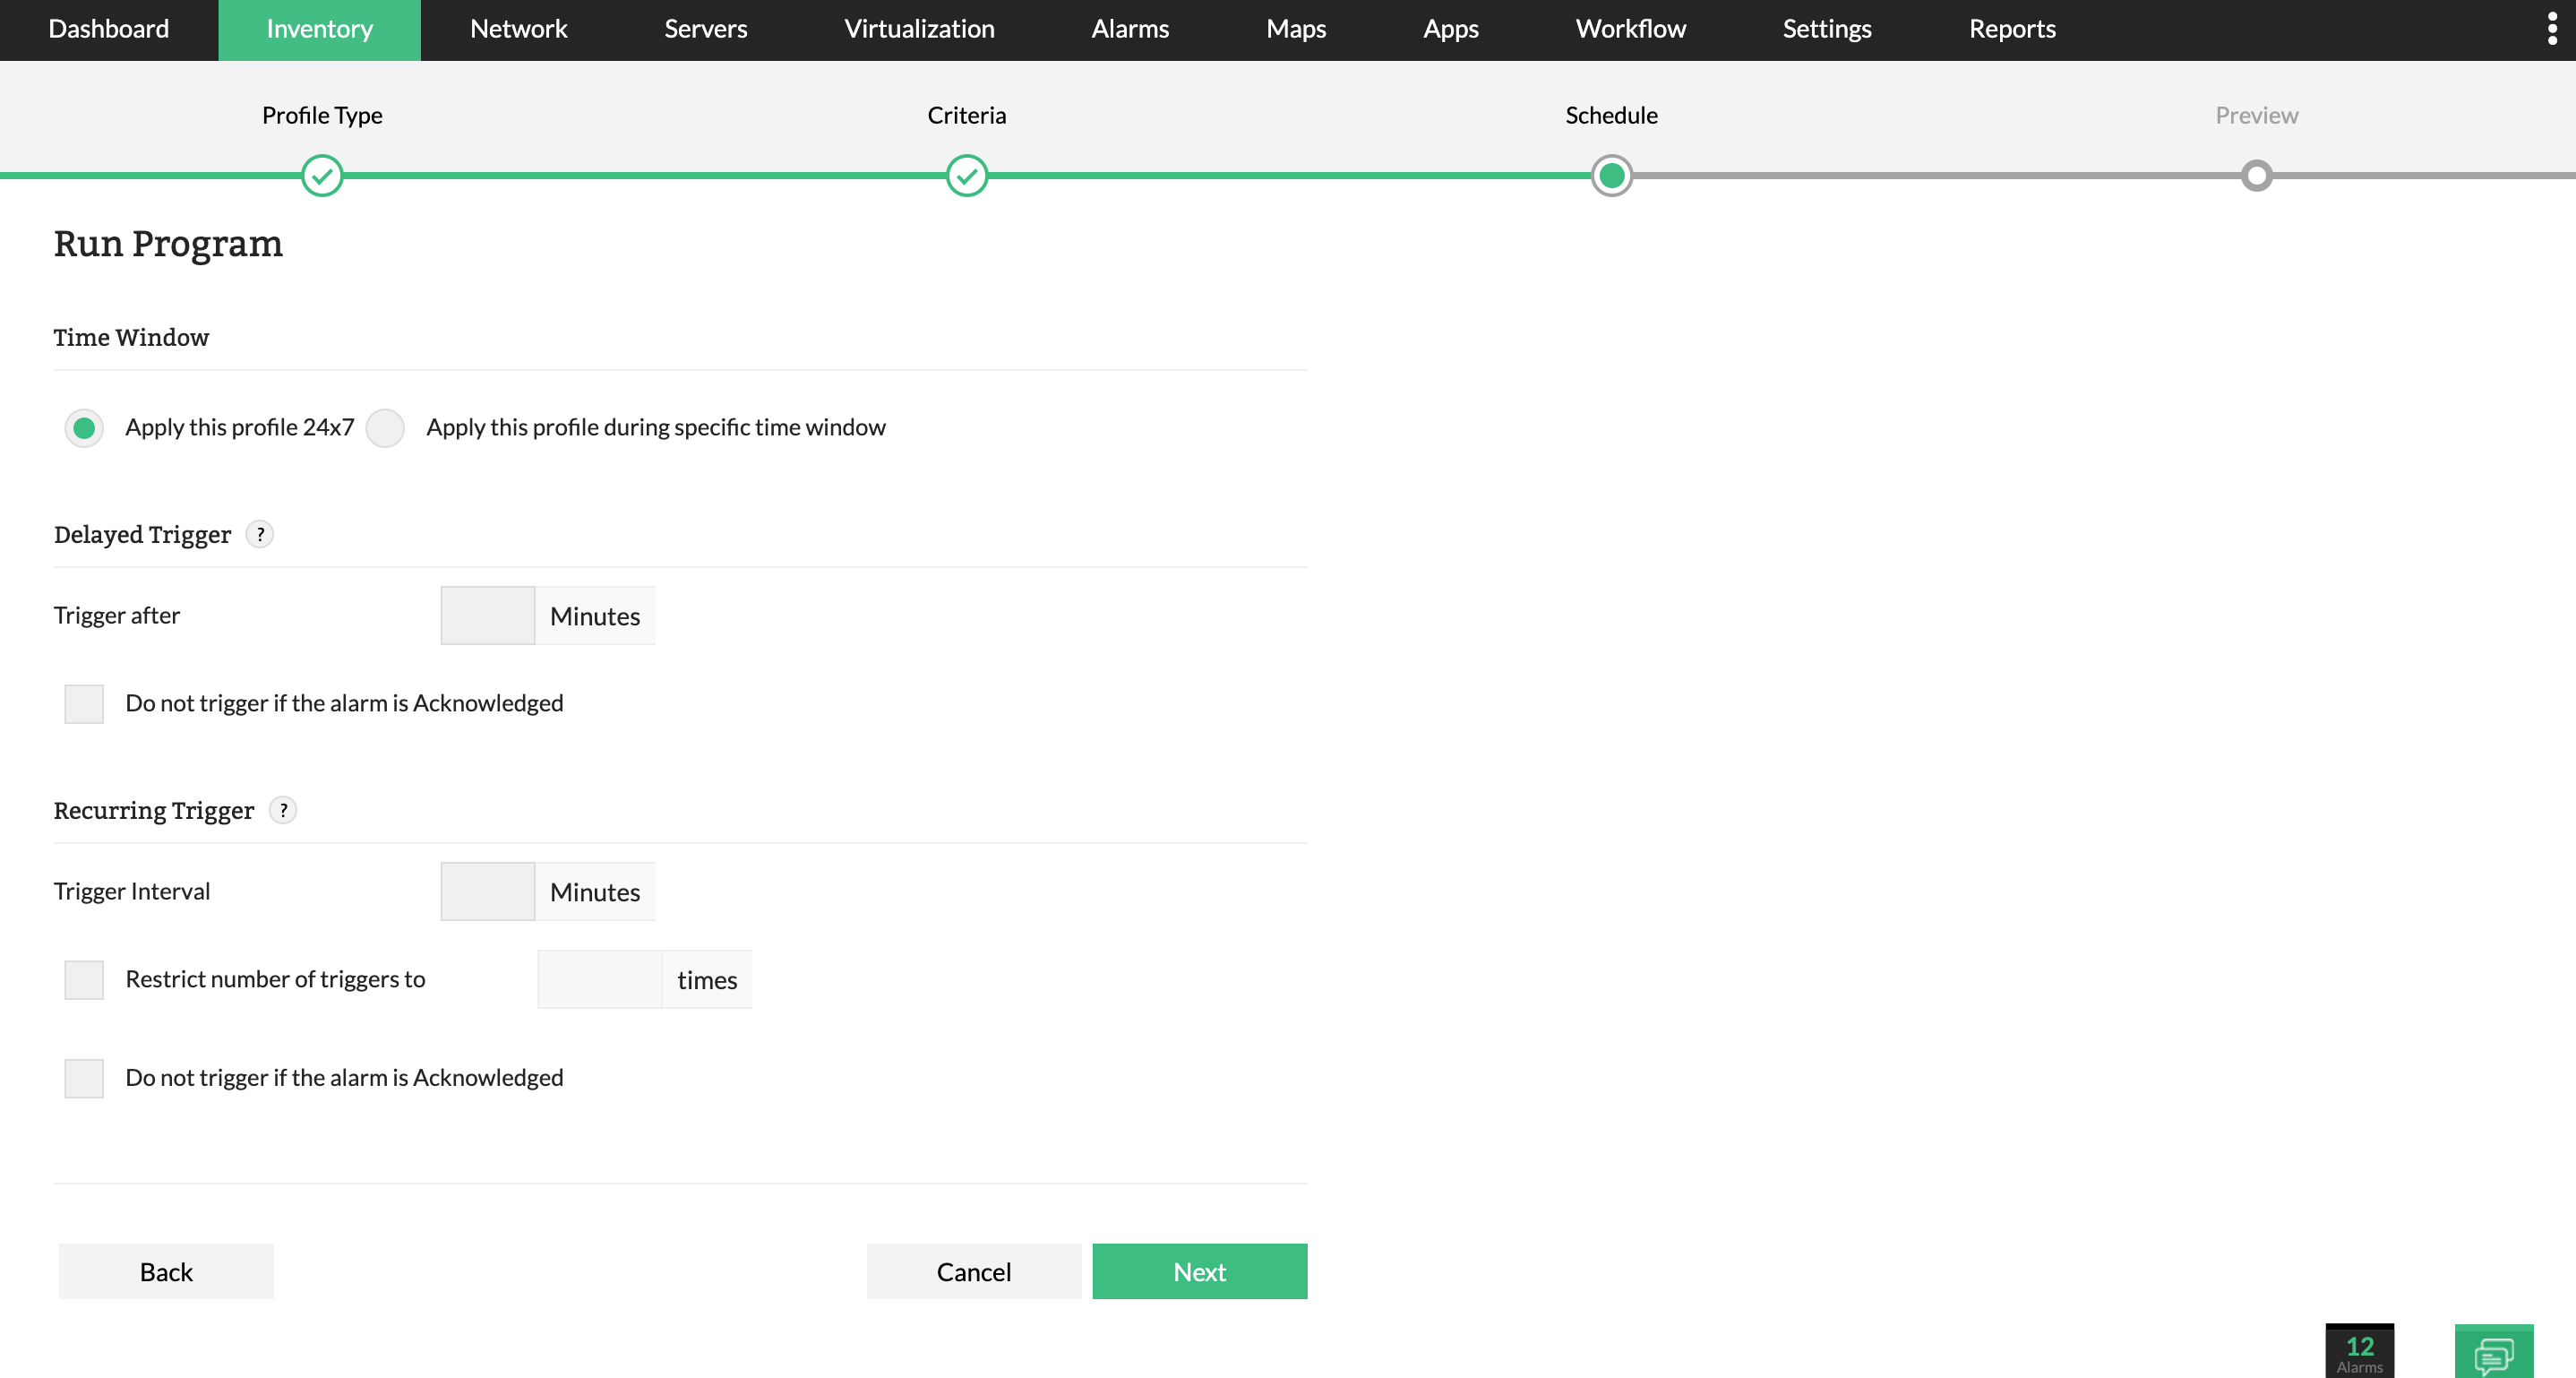 Dashboard Inventory Network Servers Virtualization Alarms Maps Apps Workflow Settings Reports
Profile Type Criteria Schedule Preview
Run Program
Time Window
Apply this profile 24x7 Apply this profile during specific time window
Delayed Trigger ?
Trigger after Minutes
Do not trigger if the alarm is Acknowledged
Recurring Trigger ?
Trigger Interval Minutes
Restrict number of triggers to times
Do not trigger if the alarm is Acknowledged
Back Cancel Next
12
Alarms